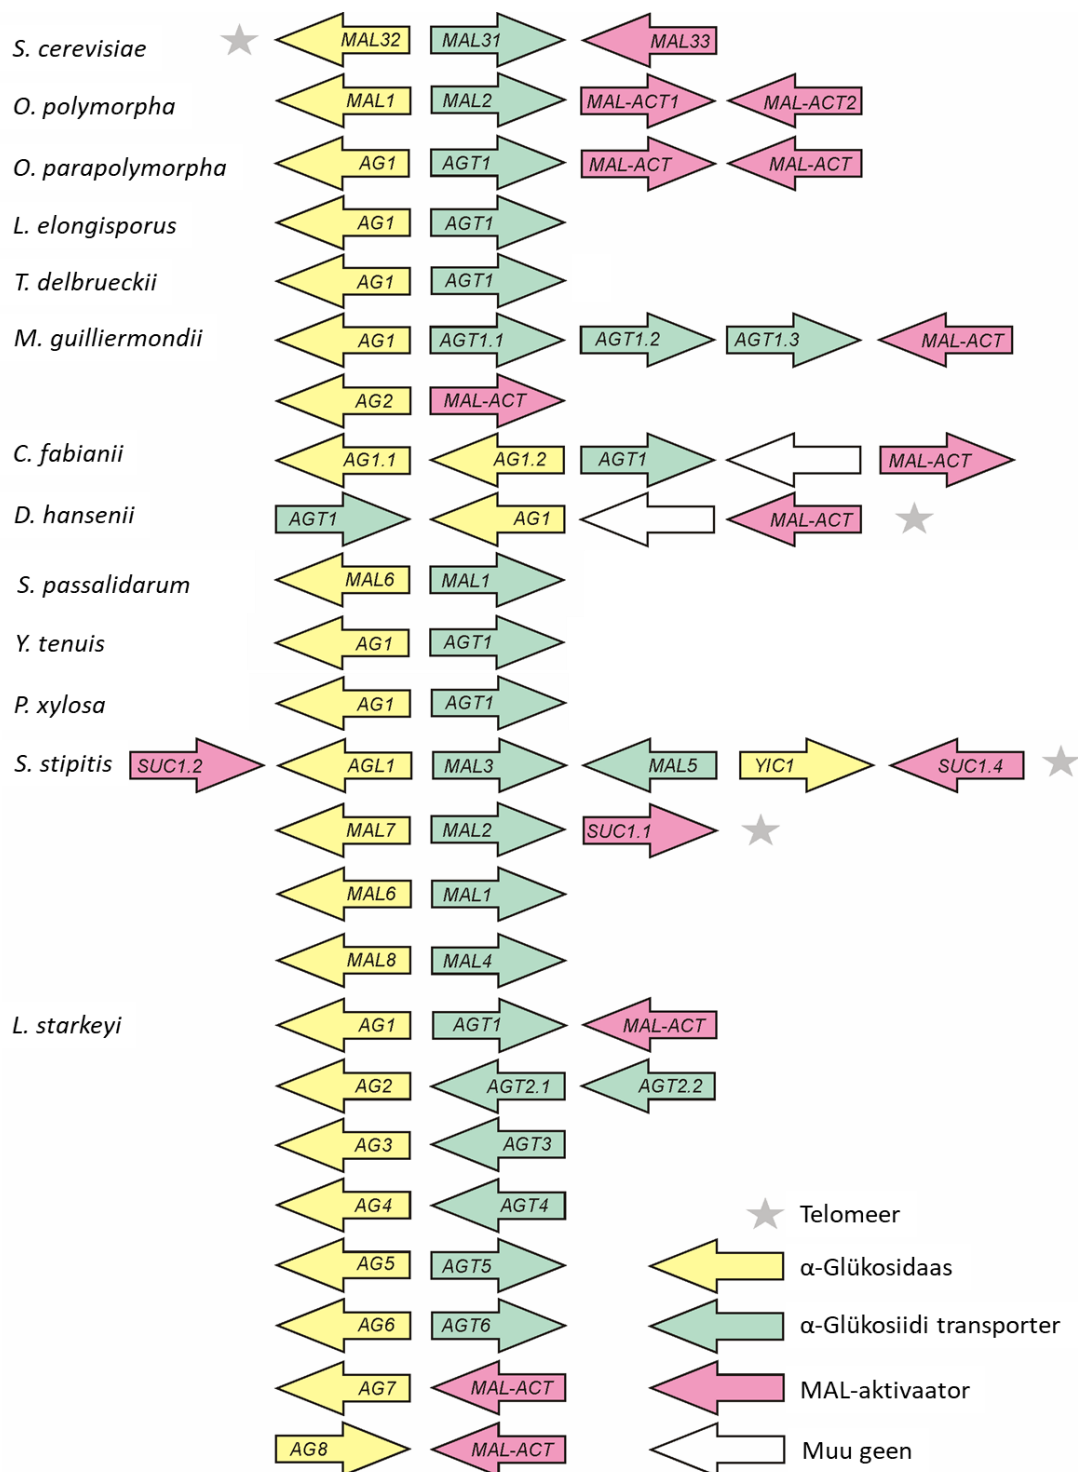 S. cerevisiae MAL32 MAL31 MAL33
O. polymorpha MAL1 MAL2 MAL-ACT1 MAL-ACT2
O. parapolymorpha AG1 AGT1 MAL-ACT MAL-ACT
L. elongisporus AG1 AGT1
T. delbrueckii AG1 AGT1
M. guilliermondii AG1 AGT1.1 AGT1.2 AGT1.3 MAL-ACT
AG2 MAL-ACT
C. fabianii AG1.1 AG1.2 AGT1 MAL-ACT
D. hansenii AGT1 AG1 MAL-ACT
S. passalidarum MAL6 MAL1
Y. tenuis AG1 AGT1
P. xylosa AG1 AGT1
S. stipitis SUC1.2 AGL1 MAL3 MAL5 YIC1 SUC1.4
MAL7 MAL2 SUC1.1
MAL6 MAL1
MAL8 MAL4
L. starkeyi AG1 AGT1 MAL-ACT
AG2 AGT2.1 AGT2.2
AG3 AGT3
AG4 AGT4
AG5 AGT5
AG6 AGT6
AG7 MAL-ACT
AG8 MAL-ACT
Telomeer
α-Glükosidaas
α-Glükosiidi transporter
MAL-aktivaator
Muu geen